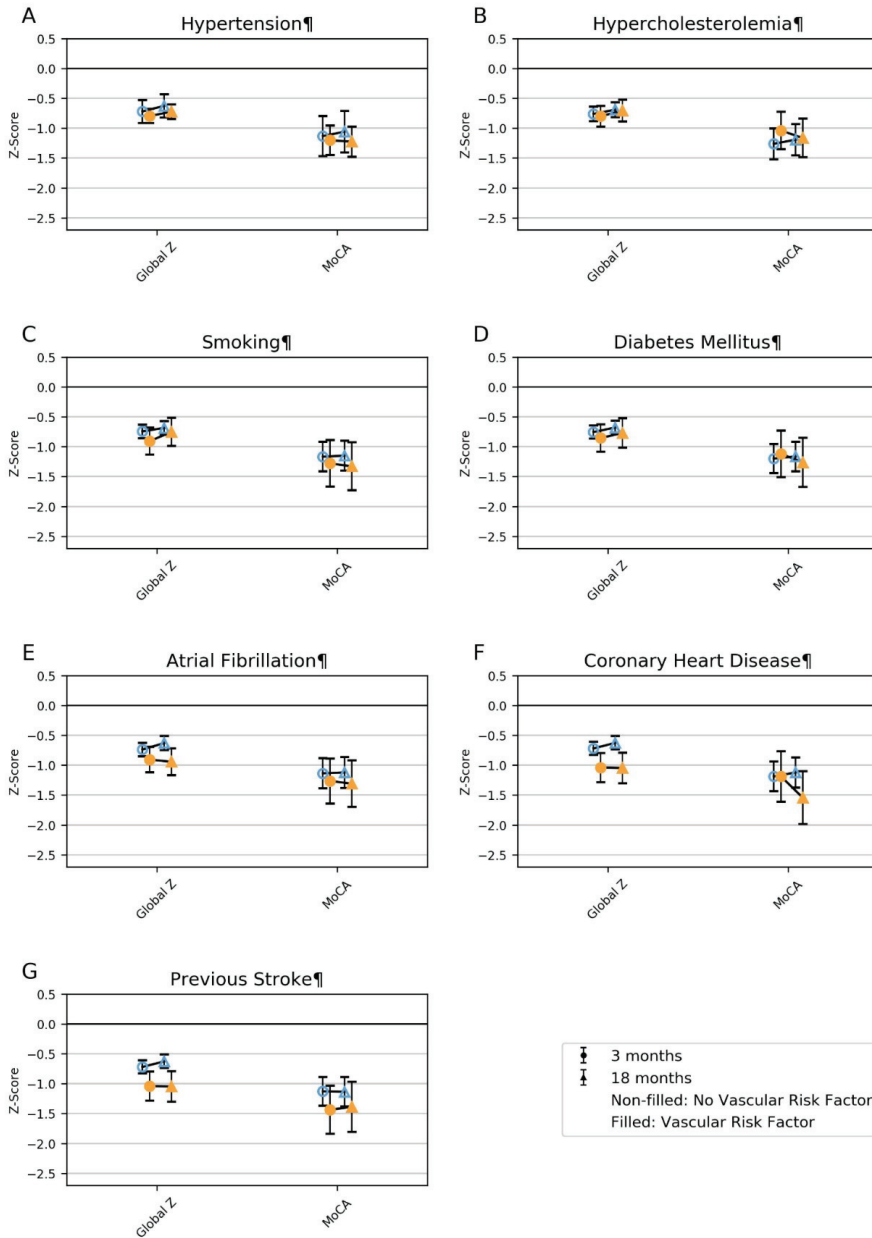 A
Hypertension¶
0.5
0.0
−0.5
−1.0
−1.5
−2.0
−2.5
Z-Score
Global Z
MoCA
B
Hypercholesterolemia¶
0.5
0.0
−0.5
−1.0
−1.5
−2.0
−2.5
Z-Score
Global Z
MoCA
C
Smoking¶
0.5
0.0
−0.5
−1.0
−1.5
−2.0
−2.5
Z-Score
Global Z
MoCA
D
Diabetes Mellitus¶
0.5
0.0
−0.5
−1.0
−1.5
−2.0
−2.5
Z-Score
Global Z
MoCA
E
Atrial Fibrillation¶
0.5
0.0
−0.5
−1.0
−1.5
−2.0
−2.5
Z-Score
Global Z
MoCA
F
Coronary Heart Disease¶
0.5
0.0
−0.5
−1.0
−1.5
−2.0
−2.5
Z-Score
Global Z
MoCA
G
Previous Stroke¶
0.5
0.0
−0.5
−1.0
−1.5
−2.0
−2.5
Z-Score
Global Z
MoCA
3 months
18 months
Non-filled: No Vascular Risk Factor
Filled: Vascular Risk Factor